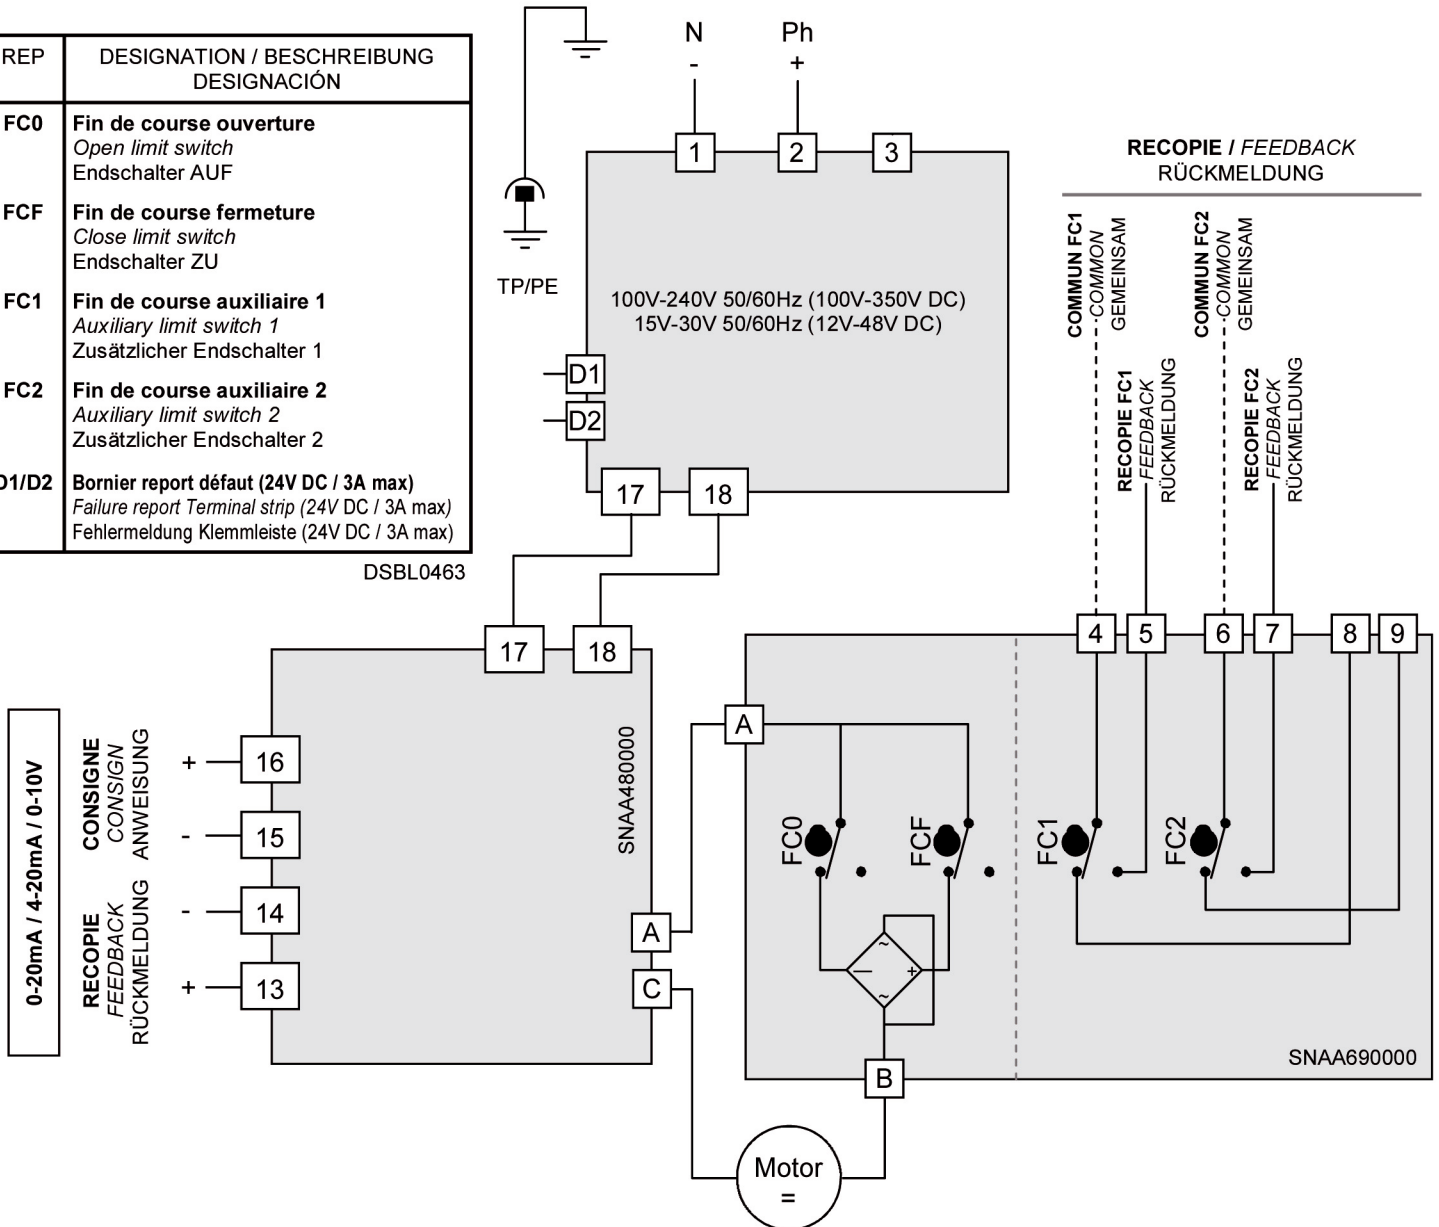 REP
DESIGNATION / BESCHREIBUNG
DESIGNACIÓN
FC0
Fin de course ouverture
Open limit switch
Endschalter AUF
FCF
Fin de course fermeture
Close limit switch
Endschalter ZU
FC1
Fin de course auxiliaire 1
Auxiliary limit switch 1
Zusätzlicher Endschalter 1
FC2
Fin de course auxiliaire 2
Auxiliary limit switch 2
Zusätzlicher Endschalter 2
D1/D2
Bornier report défaut (24V DC / 3A max)
Failure report Terminal strip (24V DC / 3A max)
Fehlermeldung Klemmleiste (24V DC / 3A max)
DSBL0463
TP/PE
N
-
Ph
+
1
2
3
100V-240V 50/60Hz (100V-350V DC)
15V-30V 50/60Hz (12V-48V DC)
D1
D2
17
18
RECOPIE / FEEDBACK
RÜCKMELDUNG
COMMUN FC1
COMMON
GEMEINSAM
RECOPIE FC1
FEEDBACK
RÜCKMELDUNG
COMMUN FC2
COMMON
GEMEINSAM
RECOPIE FC2
FEEDBACK
RÜCKMELDUNG
17
18
0-20mA / 4-20mA / 0-10V
CONSIGNE
CONSIGN
ANWEISUNG
RECOPIE
FEEDBACK
RÜCKMELDUNG
+
16
-
15
-
14
+
13
SNAA480000
A
C
4
5
6
7
8
9
A
FC0
FCF
FC1
FC2
~
—
+
~
SNAA690000
B
Motor
=